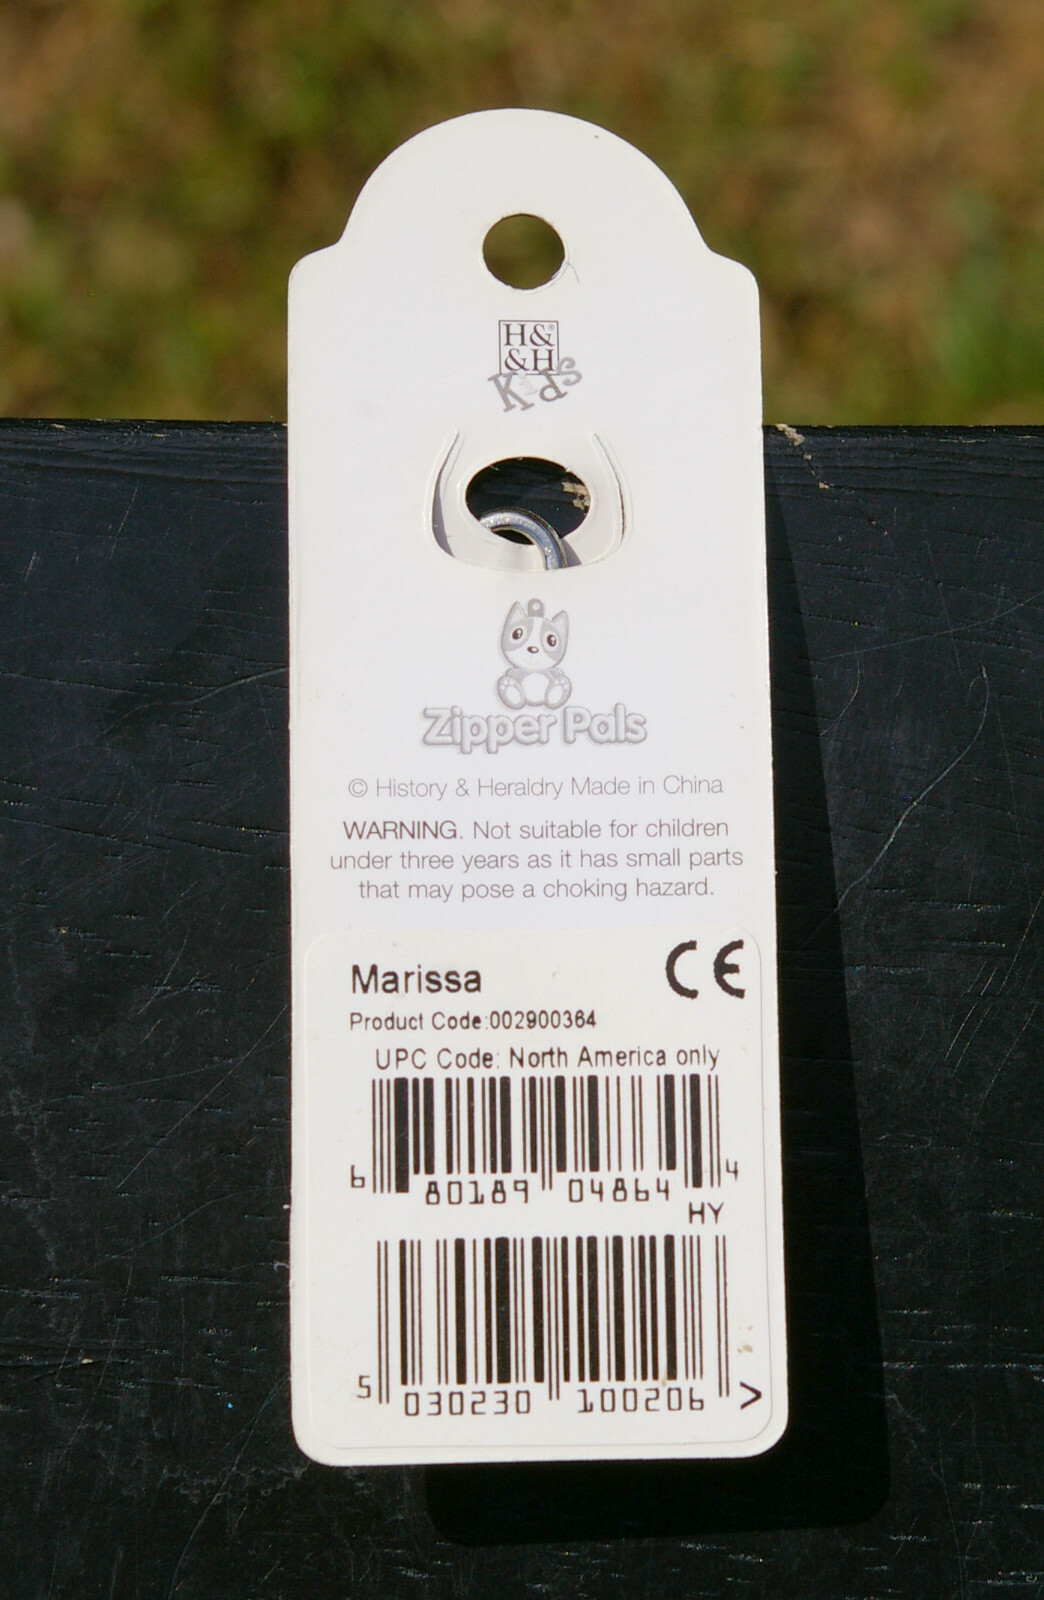 H&®
&H
Kids
Zipper Pals
© History & Heraldry Made in China
WARNING. Not suitable for children
under three years as it has small parts
that may pose a choking hazard.
Marissa CE
Product Code:002900364
UPC Code: North America only
6 80189 04864 4
HY
5 030230 100206 >